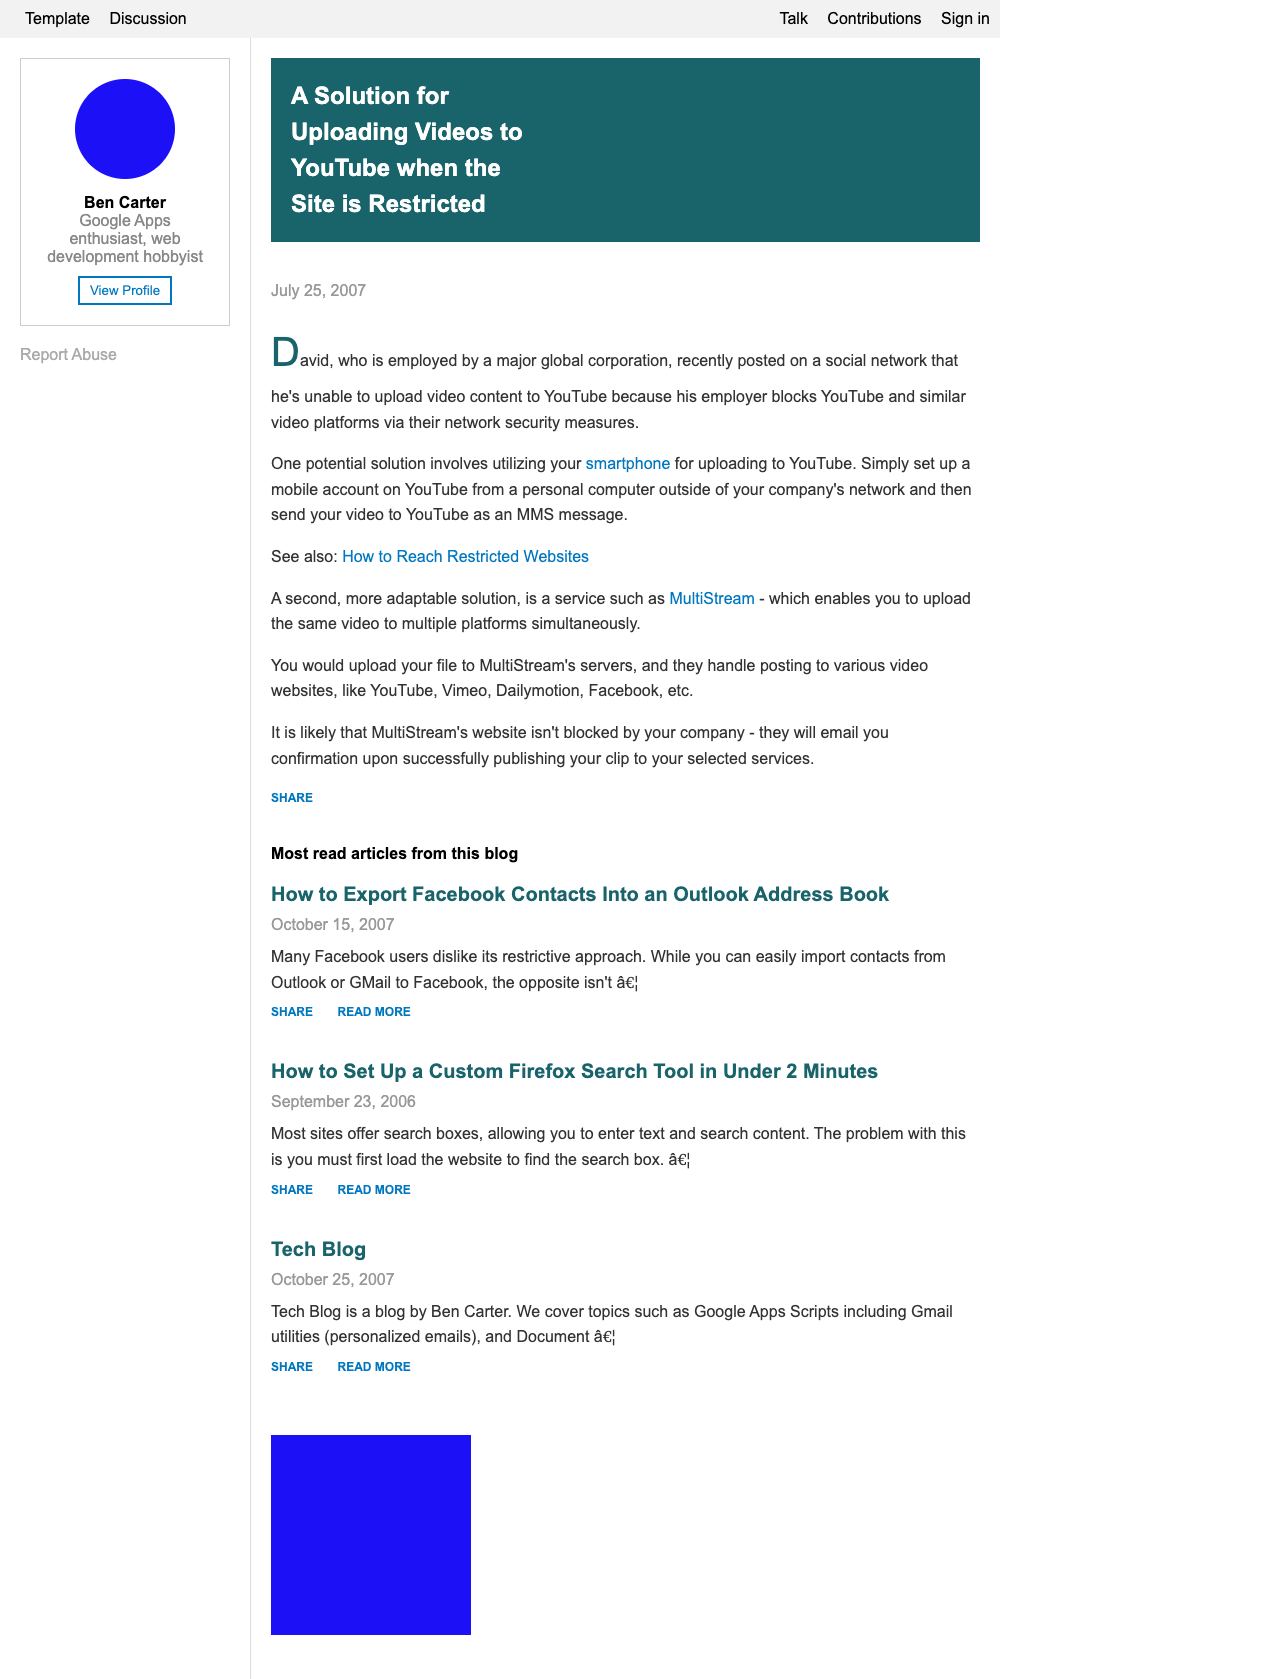 Template Discussion Talk Contributions Sign in
Ben Carter
Google Apps
enthusiast, web
development hobbyist
View Profile
Report Abuse
A Solution for
Uploading Videos to
YouTube when the
Site is Restricted
July 25, 2007
David, who is employed by a major global corporation, recently posted on a social network that
he's unable to upload video content to YouTube because his employer blocks YouTube and similar
video platforms via their network security measures.
One potential solution involves utilizing your smartphone for uploading to YouTube. Simply set up a
mobile account on YouTube from a personal computer outside of your company's network and then
send your video to YouTube as an MMS message.
See also: How to Reach Restricted Websites
A second, more adaptable solution, is a service such as MultiStream - which enables you to upload
the same video to multiple platforms simultaneously.
You would upload your file to MultiStream's servers, and they handle posting to various video
websites, like YouTube, Vimeo, Dailymotion, Facebook, etc.
It is likely that MultiStream's website isn't blocked by your company - they will email you
confirmation upon successfully publishing your clip to your selected services.
SHARE
Most read articles from this blog
How to Export Facebook Contacts Into an Outlook Address Book
October 15, 2007
Many Facebook users dislike its restrictive approach. While you can easily import contacts from
Outlook or GMail to Facebook, the opposite isn't â€¦
SHARE READ MORE
How to Set Up a Custom Firefox Search Tool in Under 2 Minutes
September 23, 2006
Most sites offer search boxes, allowing you to enter text and search content. The problem with this
is you must first load the website to find the search box. â€¦
SHARE READ MORE
Tech Blog
October 25, 2007
Tech Blog is a blog by Ben Carter. We cover topics such as Google Apps Scripts including Gmail
utilities (personalized emails), and Document â€¦
SHARE READ MORE